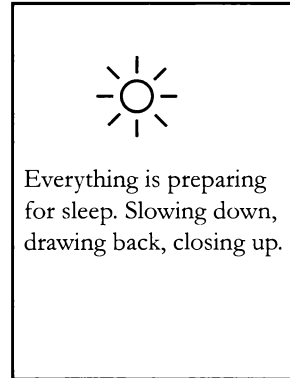 Everything is preparing
for sleep. Slowing down,
drawing back, closing up.